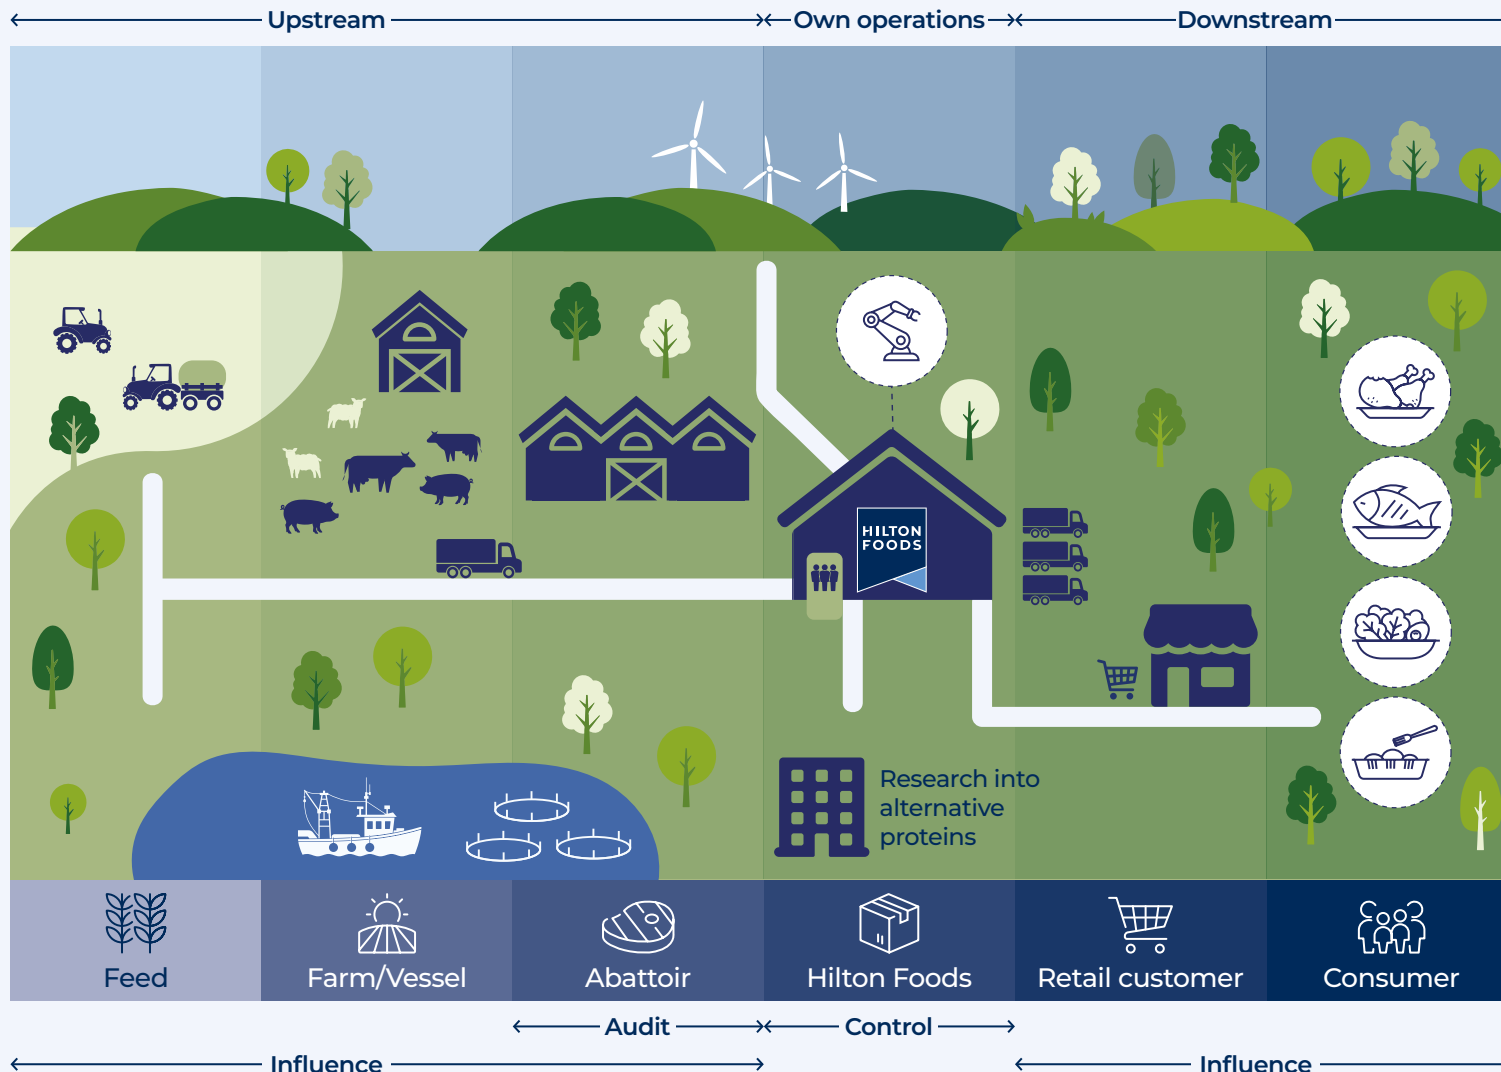 Upstream
Own operations
Downstream
HILTON
FOODS
Research into
alternative
proteins
Feed
Farm/Vessel
Abattoir
Hilton Foods
Retail customer
Consumer
Audit
Control
Influence
Influence